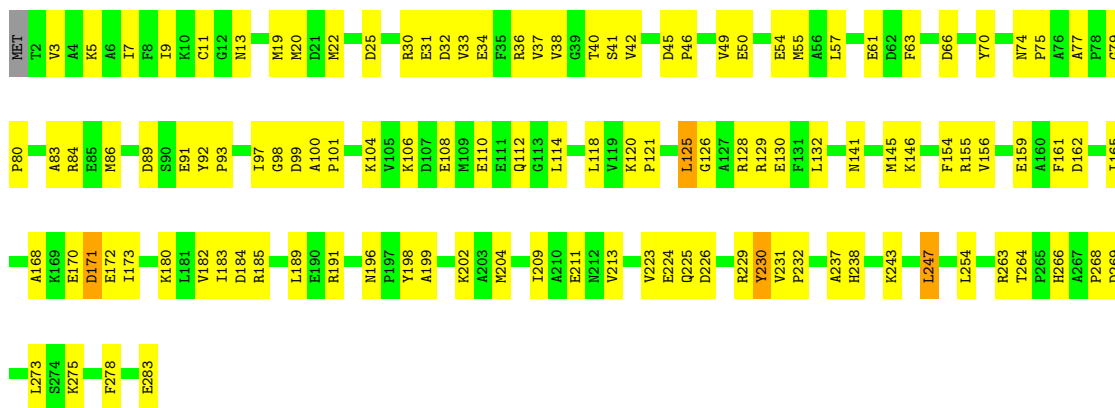 MET T2 V3 A4 K5 A6 I7 F8 I9 K10 C11 G12 N13 M19 M20 D21 M22 D25 R30 E31 D32 V33 E34 F35 R36 V37 V38 G39 T40 S41 V42 D45 P46 V49 E50 E54 M55 A56 L57 E61 D62 F63 D66 Y70 N74 P75 A76 A77 P78 G79
P80 A83 R84 E85 M86 D89 S90 E91 Y92 P93 I97 G98 D99 A100 P101 K104 V105 K106 D107 E108 M109 E110 E111 Q112 G113 L114 L118 V119 K120 P121 L125 G126 A127 R128 R129 E130 F131 L132 N141 M145 K146 F154 R155 V156 E159 A160 F161 D162 I165
A168 K169 E170 D171 E172 I173 K180 L181 V182 I183 D184 R185 L189 E190 R191 N196 P197 Y198 A199 K202 A203 M204 I209 A210 E211 N212 V213 V223 E224 Q225 D226 R229 Y230 V231 P232 A237 H238 K243 L247 L254 R263 T264 P265 H266 A267 P268
L273 S274 K275 F278 E283